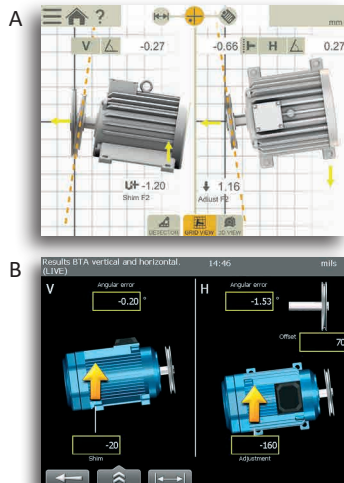 A
?
mm
V -0.27
-0.66 H 0.27
-1.20
Shim F2
1.16
Adjust F2
DETECTOR GRID VIEW 3D VIEW
B
Results BTA vertical and horizontal. 14:46 mils
(LIVE)
V Angular error
-0.20 °
H Angular error
-1.53 °
Offset
70
-20
Shim
-160
Adjustment